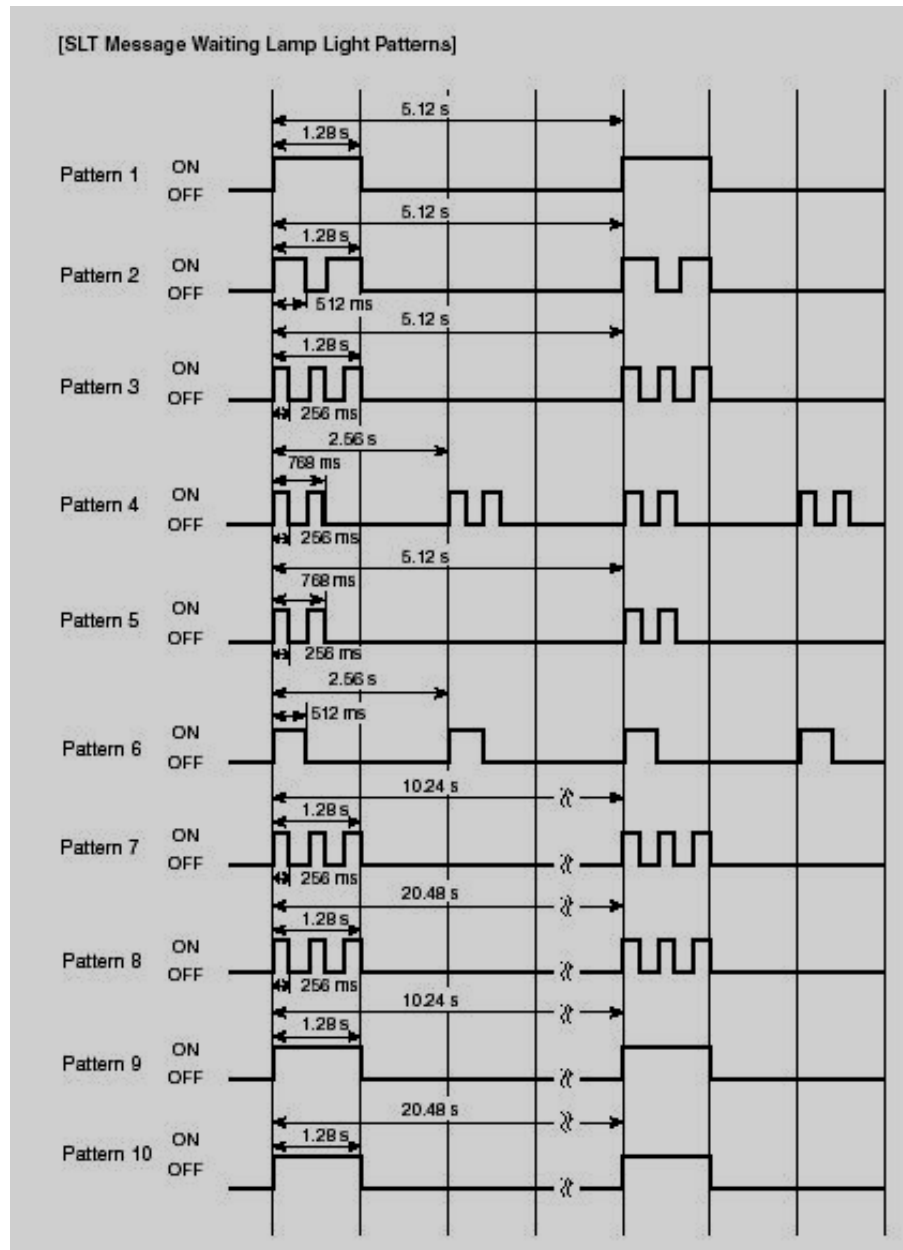 [SLT Message Waiting Lamp Light Patterns]
5.12 s
1.28 s
Pattern 1 ON
OFF
5.12 s
1.28 s
Pattern 2 ON
OFF
512 ms
5.12 s
1.28 s
Pattern 3 ON
OFF
256 ms
2.56 s
768 ms
Pattern 4 ON
OFF
256 ms
5.12 s
768 ms
Pattern 5 ON
OFF
256 ms
2.56 s
512 ms
Pattern 6 ON
OFF
10.24 s
1.28 s
Pattern 7 ON
OFF
256 ms
20.48 s
1.28 s
Pattern 8 ON
OFF
256 ms
10.24 s
1.28 s
Pattern 9 ON
OFF
20.48 s
1.28 s
Pattern 10 ON
OFF